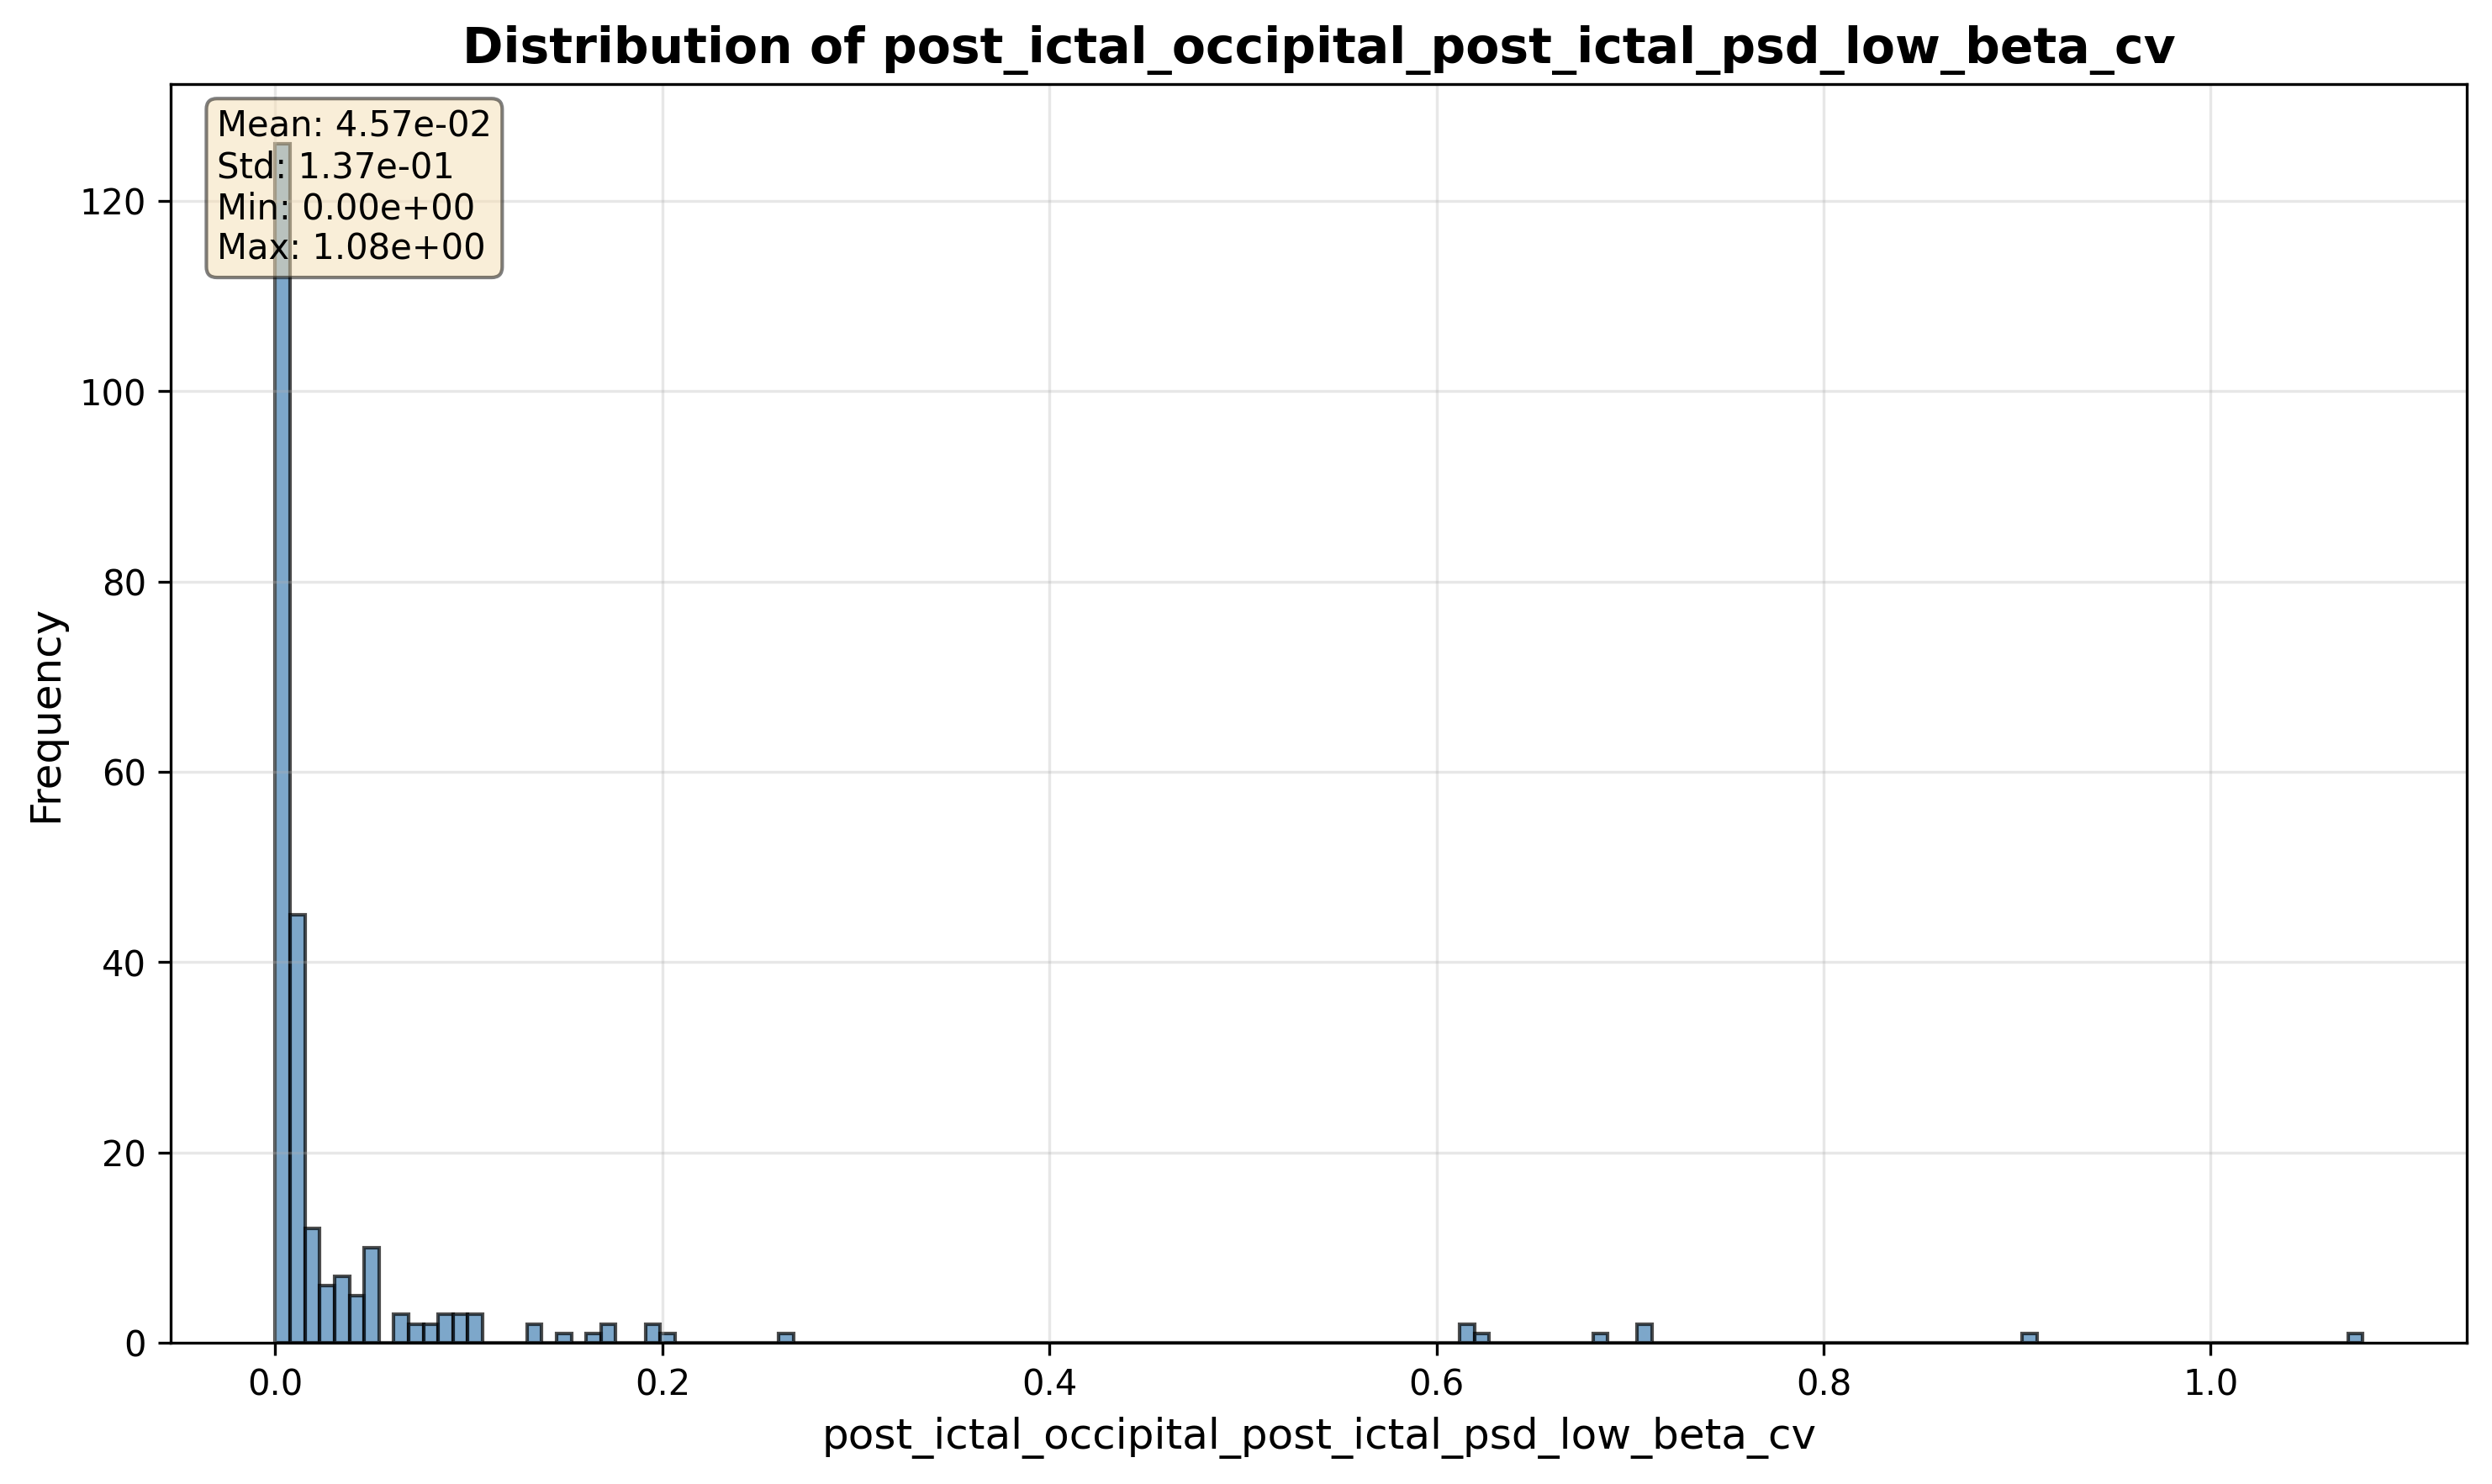 Distribution of post_ictal_occipital_post_ictal_psd_low_beta_cv
Mean: 4.57e-02
Std: 1.37e-01
Min: 0.00e+00
Max: 1.08e+00
120
100
80
60
40
20
0
Frequency
0.0 0.2 0.4 0.6 0.8 1.0
post_ictal_occipital_post_ictal_psd_low_beta_cv